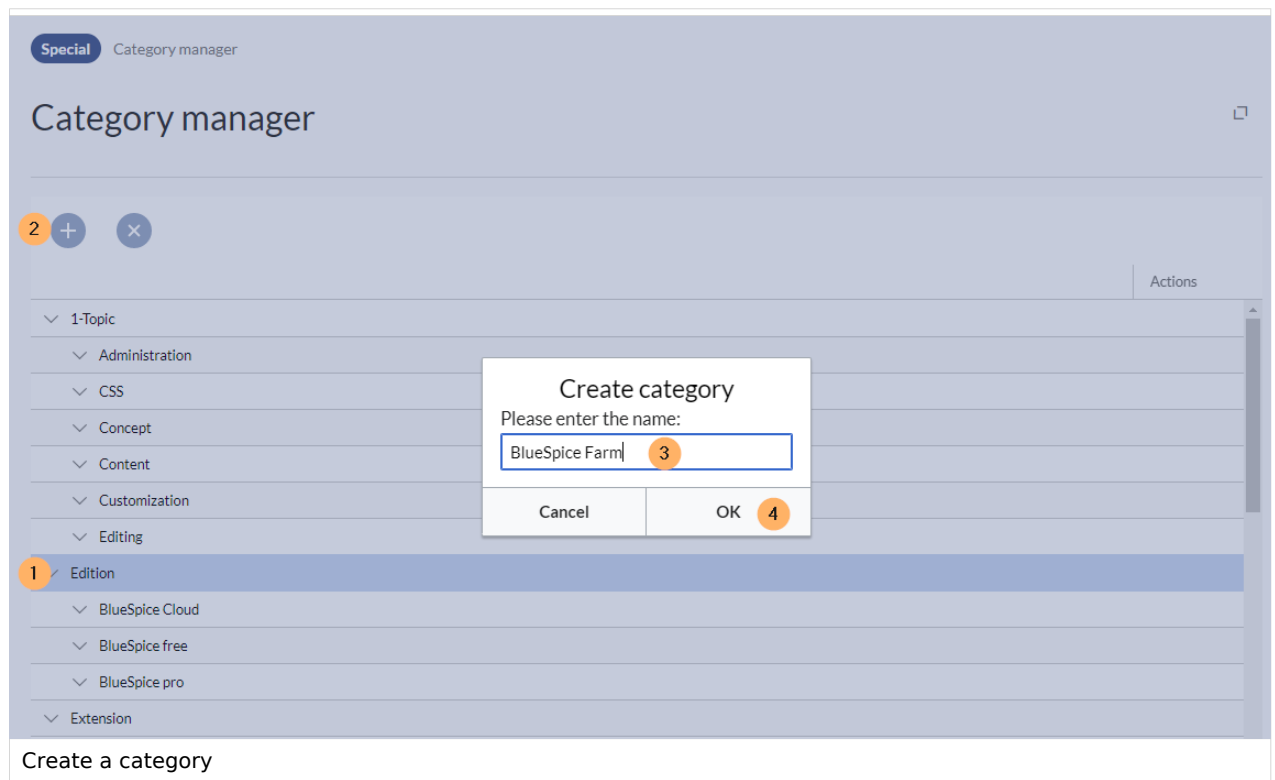 Special Category manager
Category manager
2
Actions
1-Topic
Administration
CSS
Concept
Content
Customization
Editing
1 Edition
BlueSpice Cloud
BlueSpice free
BlueSpice pro
Extension
Create category
Please enter the name:
BlueSpice Farm 3
Cancel OK 4
Create a category